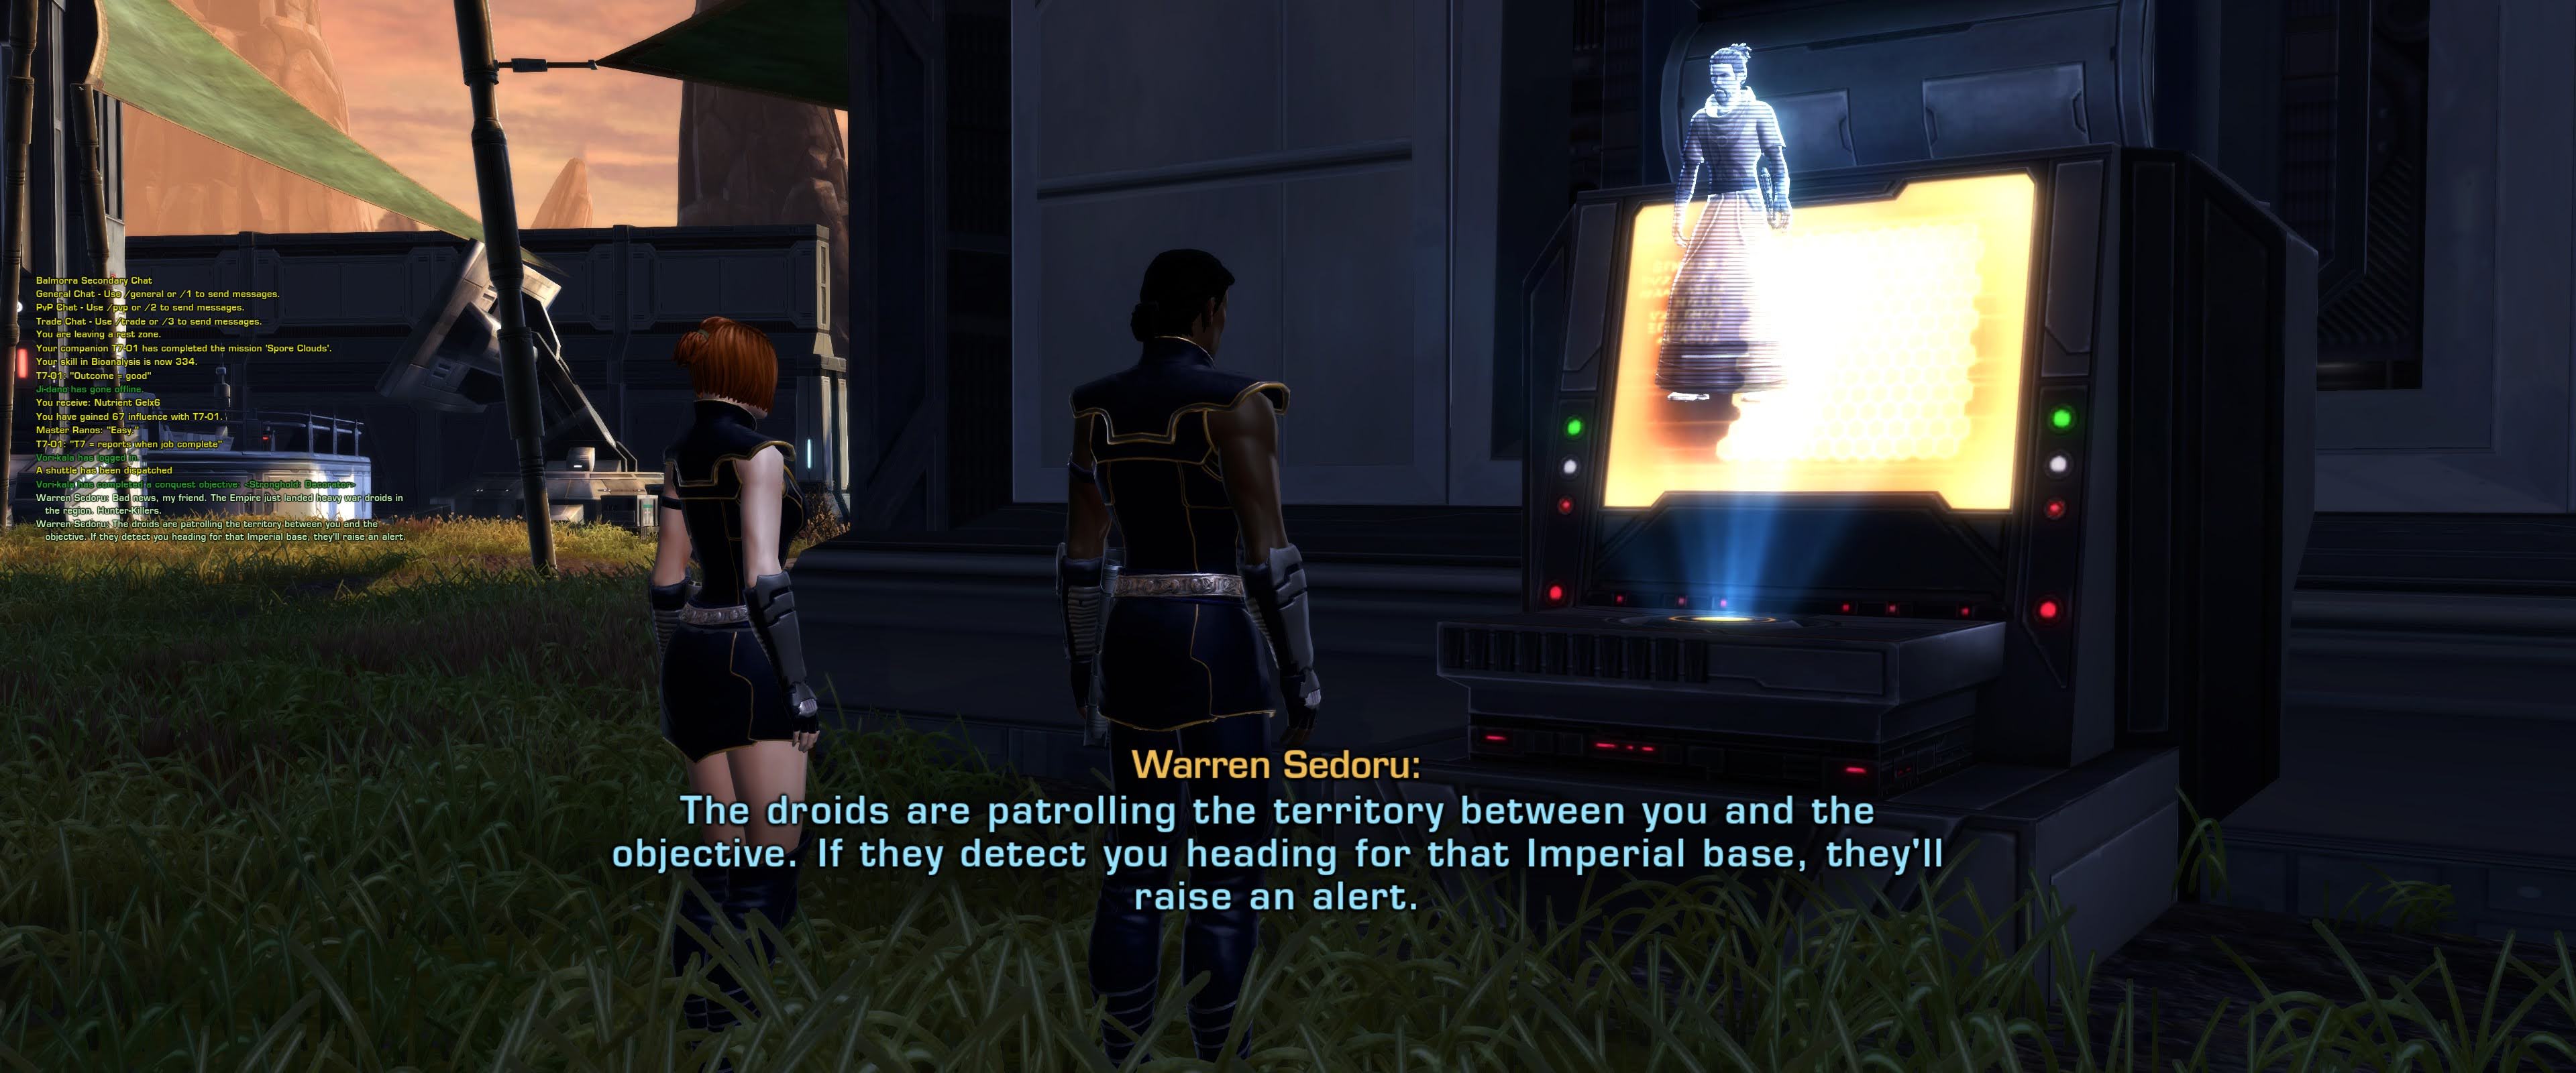 Balmorra Secondary Chat
General Chat - Use /general or /1 to send messages.
PvP Chat - Use /pvp or /2 to send messages.
Trade Chat - Use /trade or /3 to send messages.
You are leaving a rest zone.
Your companion T7-01 has completed the mission 'Spore Clouds'.
Your skill in Bioanalysis is now 334.
T7-01: "Outcome = good"
Ji-dano has gone offline.
You receive: Nutrient Gelx6
You have gained 67 influence with T7-01.
Master Ranos: "Easy."
T7-01: "T7 = reports when job complete"
Vori-kala has logged in.
A shuttle has been dispatched
Vori-kala has completed a conquest objective: <Stronghold: Decorator>
Warren Sedoru: Bad news, my friend. The Empire just landed heavy war droids in
the region. Hunter-Killers.
Warren Sedoru: The droids are patrolling the territory between you and the
objective. If they detect you heading for that Imperial base, they'll raise an alert.
Warren Sedoru:
The droids are patrolling the territory between you and the
objective. If they detect you heading for that Imperial base, they'll
raise an alert.